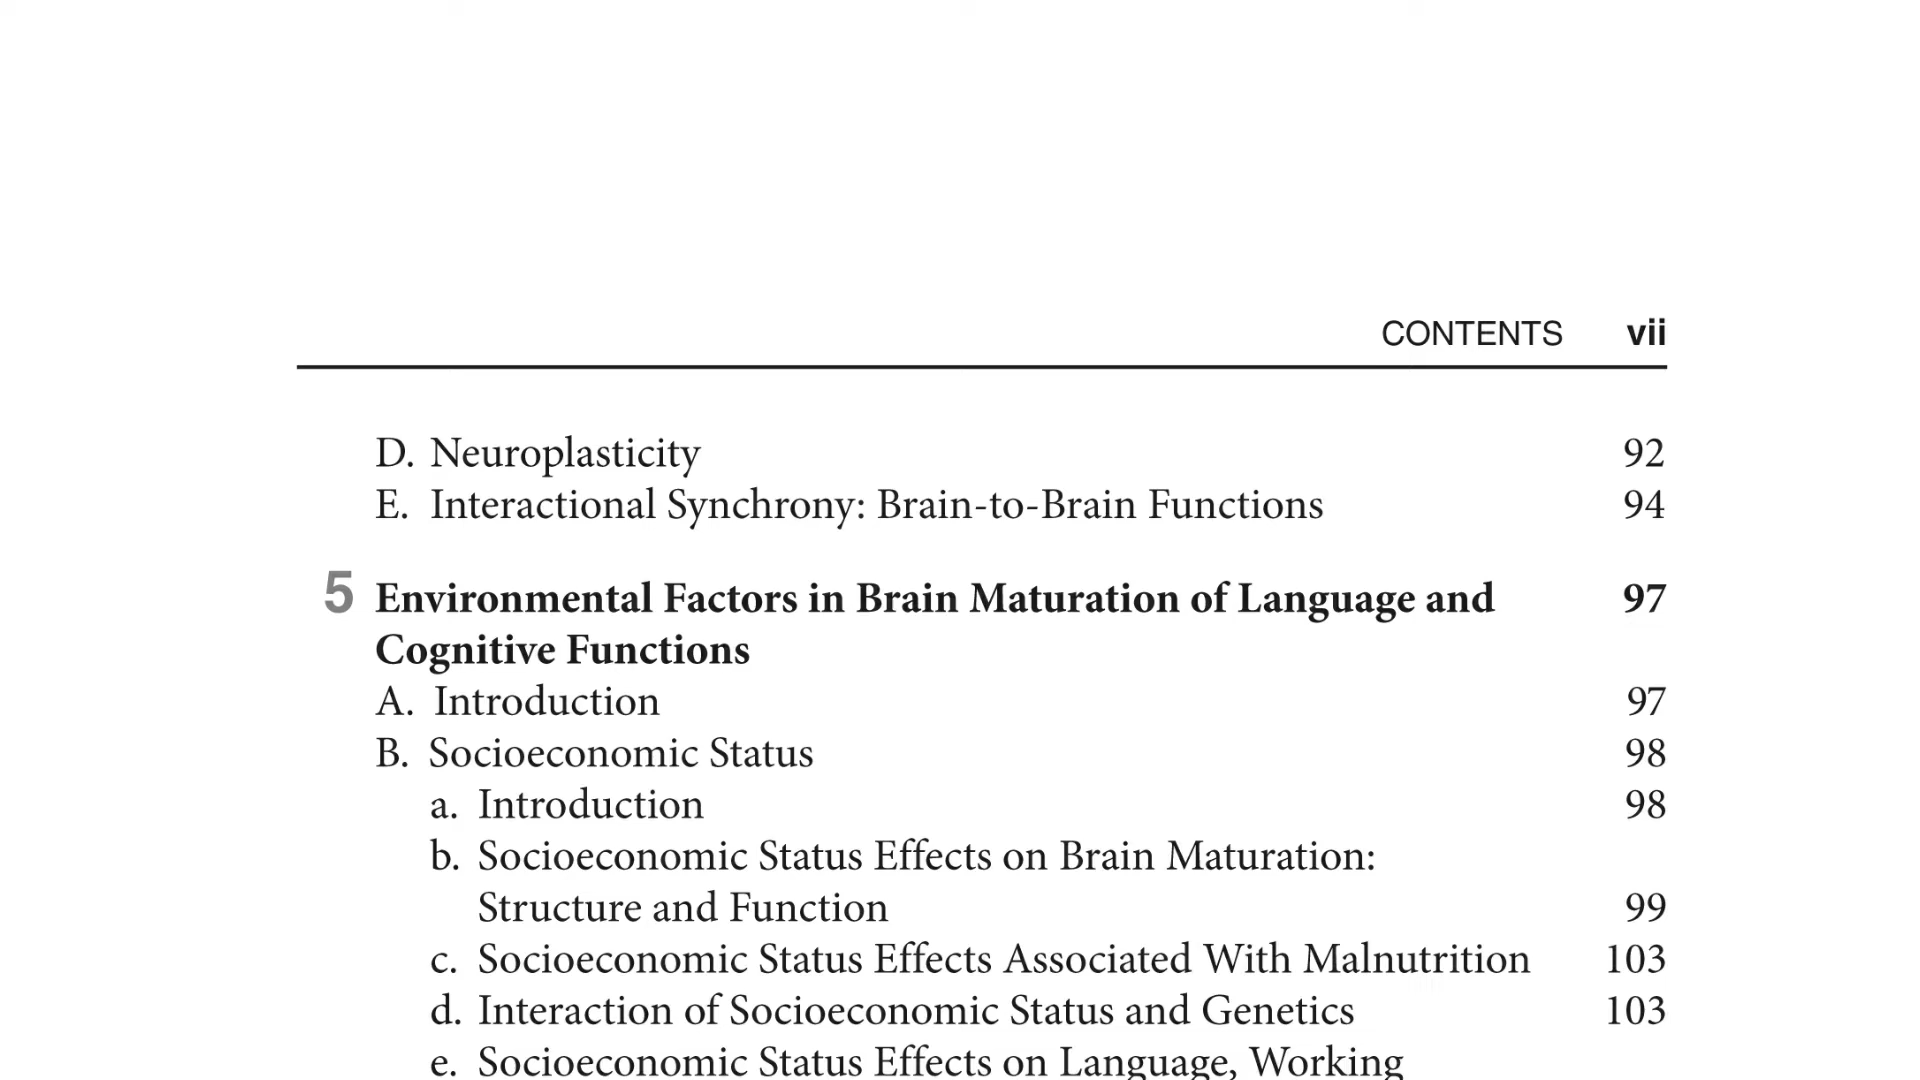 CONTENTS vii
D. Neuroplasticity 92
E. Interactional Synchrony: Brain-to-Brain Functions 94
5 Environmental Factors in Brain Maturation of Language and 97
Cognitive Functions
A. Introduction 97
B. Socioeconomic Status 98
a. Introduction 98
b. Socioeconomic Status Effects on Brain Maturation:
Structure and Function 99
c. Socioeconomic Status Effects Associated With Malnutrition 103
d. Interaction of Socioeconomic Status and Genetics 103
e. Socioeconomic Status Effects on Language, Working